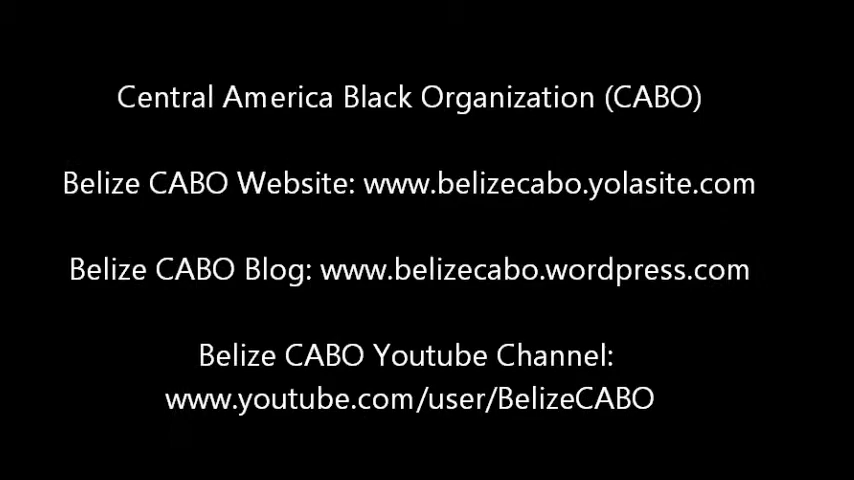 Central America Black Organization (CABO)
Belize CABO Website: www.belizecabo.yolasite.com
Belize CABO Blog: www.belizecabo.wordpress.com
Belize CABO Youtube Channel:
www.youtube.com/user/BelizeCABO